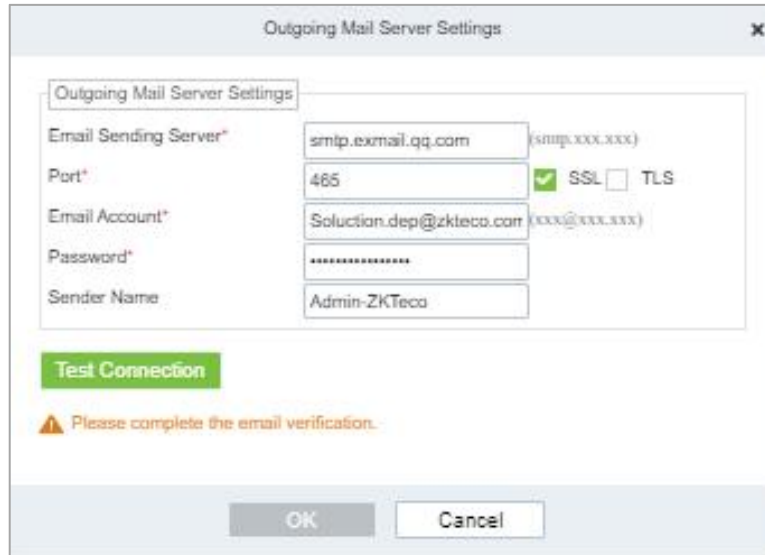 Outgoing Mail Server Settings
Outgoing Mail Server Settings
Email Sending Server* smtp.exmail.qq.com (smtp.xxx.xxx)
Port* 465 SSL TLS
Email Account* Soluction.dep@zkteco.com (xxx@xxx.xxx)
Password* ••••••••••••••••
Sender Name Admin-ZKTeco
Test Connection
Please complete the email verification.
OK Cancel